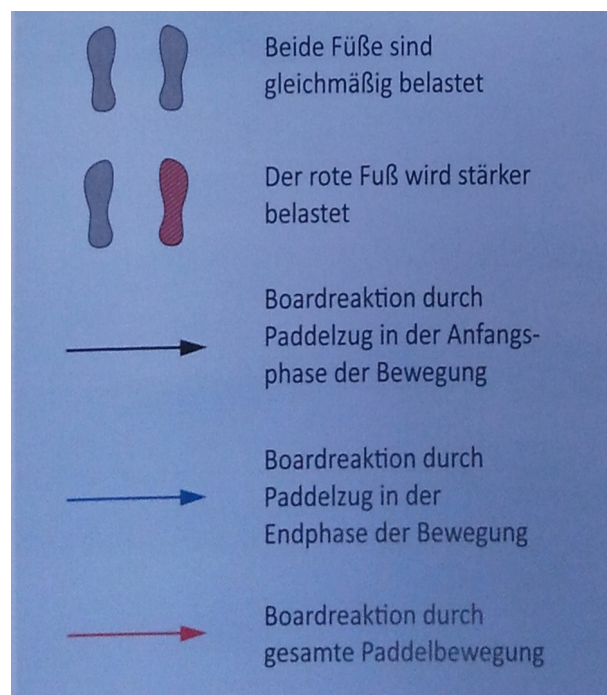 Beide Füße sind
gleichmäßig belastet
Der rote Fuß wird stärker
belastet
Boardreaktion durch
Paddelzug in der Anfangs-
phase der Bewegung
Boardreaktion durch
Paddelzug in der
Endphase der Bewegung
Boardreaktion durch
gesamte Paddelbewegung